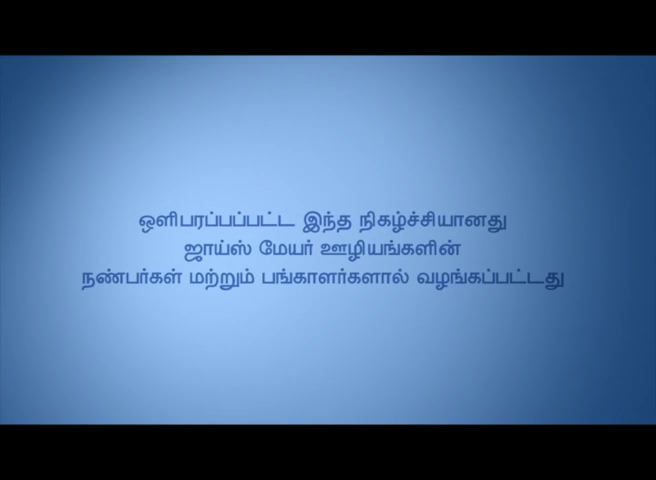 ஒளிபரப்பப்பட்ட இந்த நிகழ்ச்சியானது
ஜாய்ஸ் மேயர் ஊழியங்களின்
நண்பர்கள் மற்றும் பங்காளர்களால் வழங்கப்பட்டது